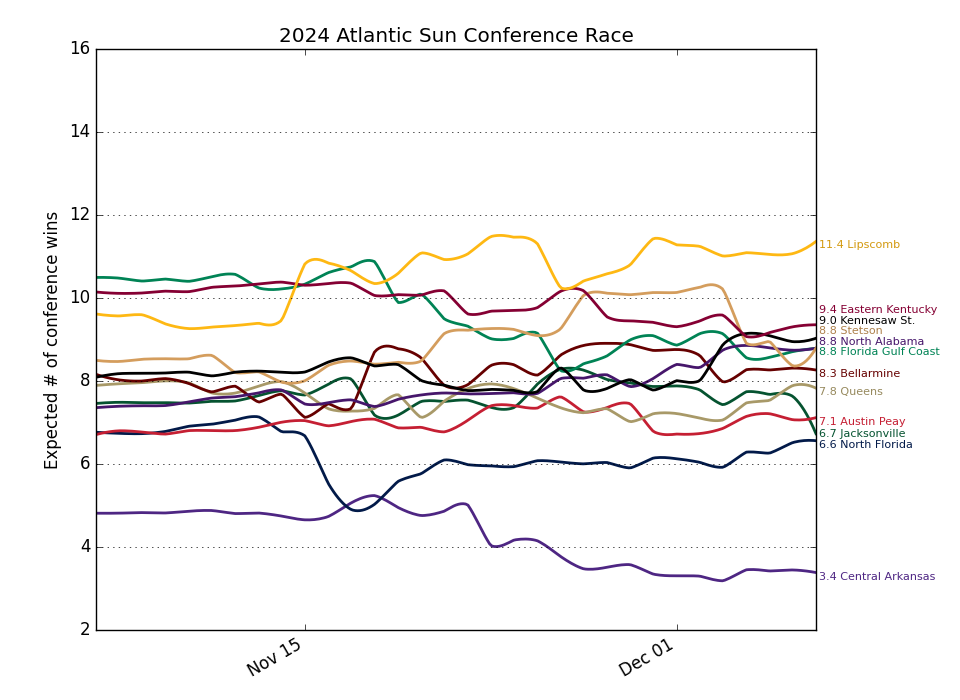 2024 Atlantic Sun Conference Race
Expected # of conference wins
16
14
12
10
8
6
4
2
Nov 15
Dec 01
11.4 Lipscomb
9.4 Eastern Kentucky
9.0 Kennesaw St.
8.8 Stetson
8.8 North Alabama
8.8 Florida Gulf Coast
8.3 Bellarmine
7.8 Queens
7.1 Austin Peay
6.7 Jacksonville
6.6 North Florida
3.4 Central Arkansas